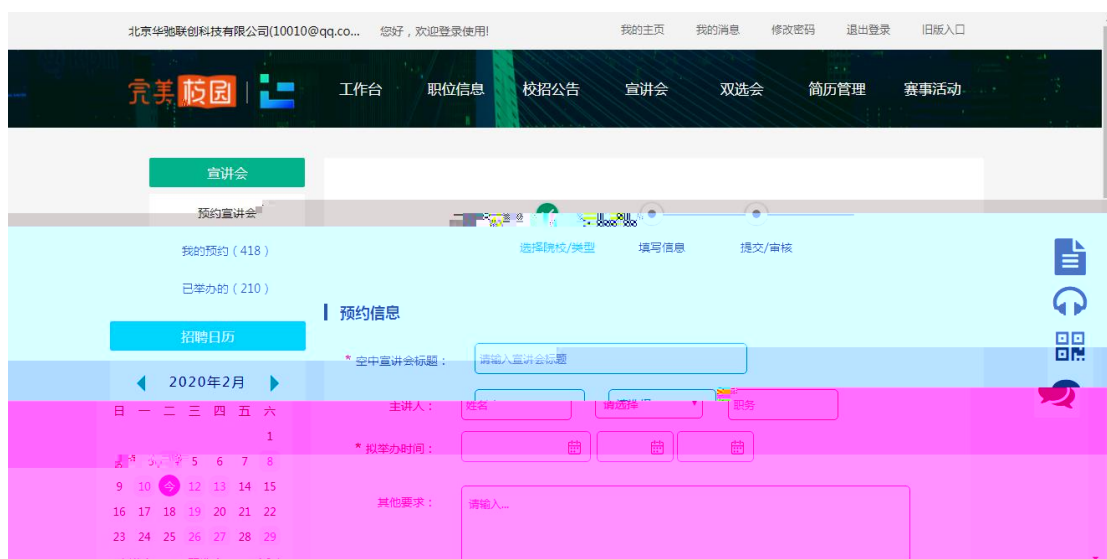 北京华驰联创科技有限公司(10010@qq.co... 您好，欢迎登录使用! 我的主页 我的消息 修改密码 退出登录 旧版入口
完美校园 工作台 职位信息 校招公告 宣讲会 双选会 简历管理 赛事活动
宣讲会
预约宣讲会
我的预约（418）
已举办的（210）
招聘日历
2020年2月
日 一 二 三 四 五 六
1
5 6 7 8
9 10 今 12 13 14 15
16 17 18 19 20 21 22
23 24 25 26 27 28 29
选择院校/类型 填写信息 提交/审核
预约信息
* 空中宣讲会标题： 请输入宣讲会标题
主讲人： 姓名 请选择 职务
* 拟举办时间：
其他要求： 请输入...